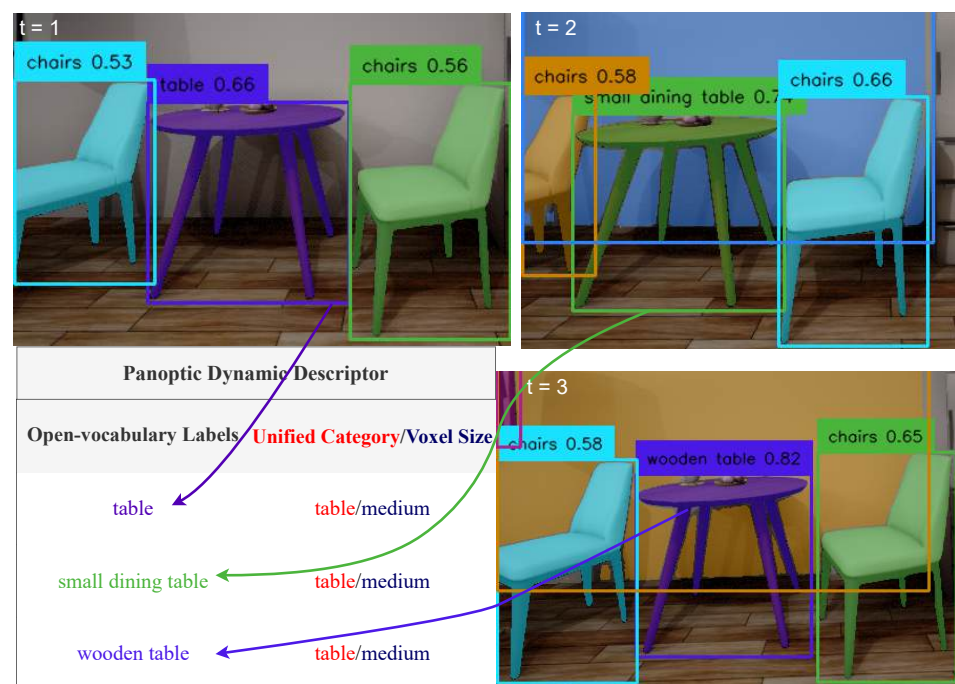 t = 1
chairs 0.53
table 0.66
chairs 0.56
t = 2
chairs 0.58
small dining table 0.74
chairs 0.66
Panoptic Dynamic Descriptor
Open-vocabulary Labels Unified Category/Voxel Size
table table/medium
small dining table table/medium
wooden table table/medium
t = 3
chairs 0.58
wooden table 0.82
chairs 0.65